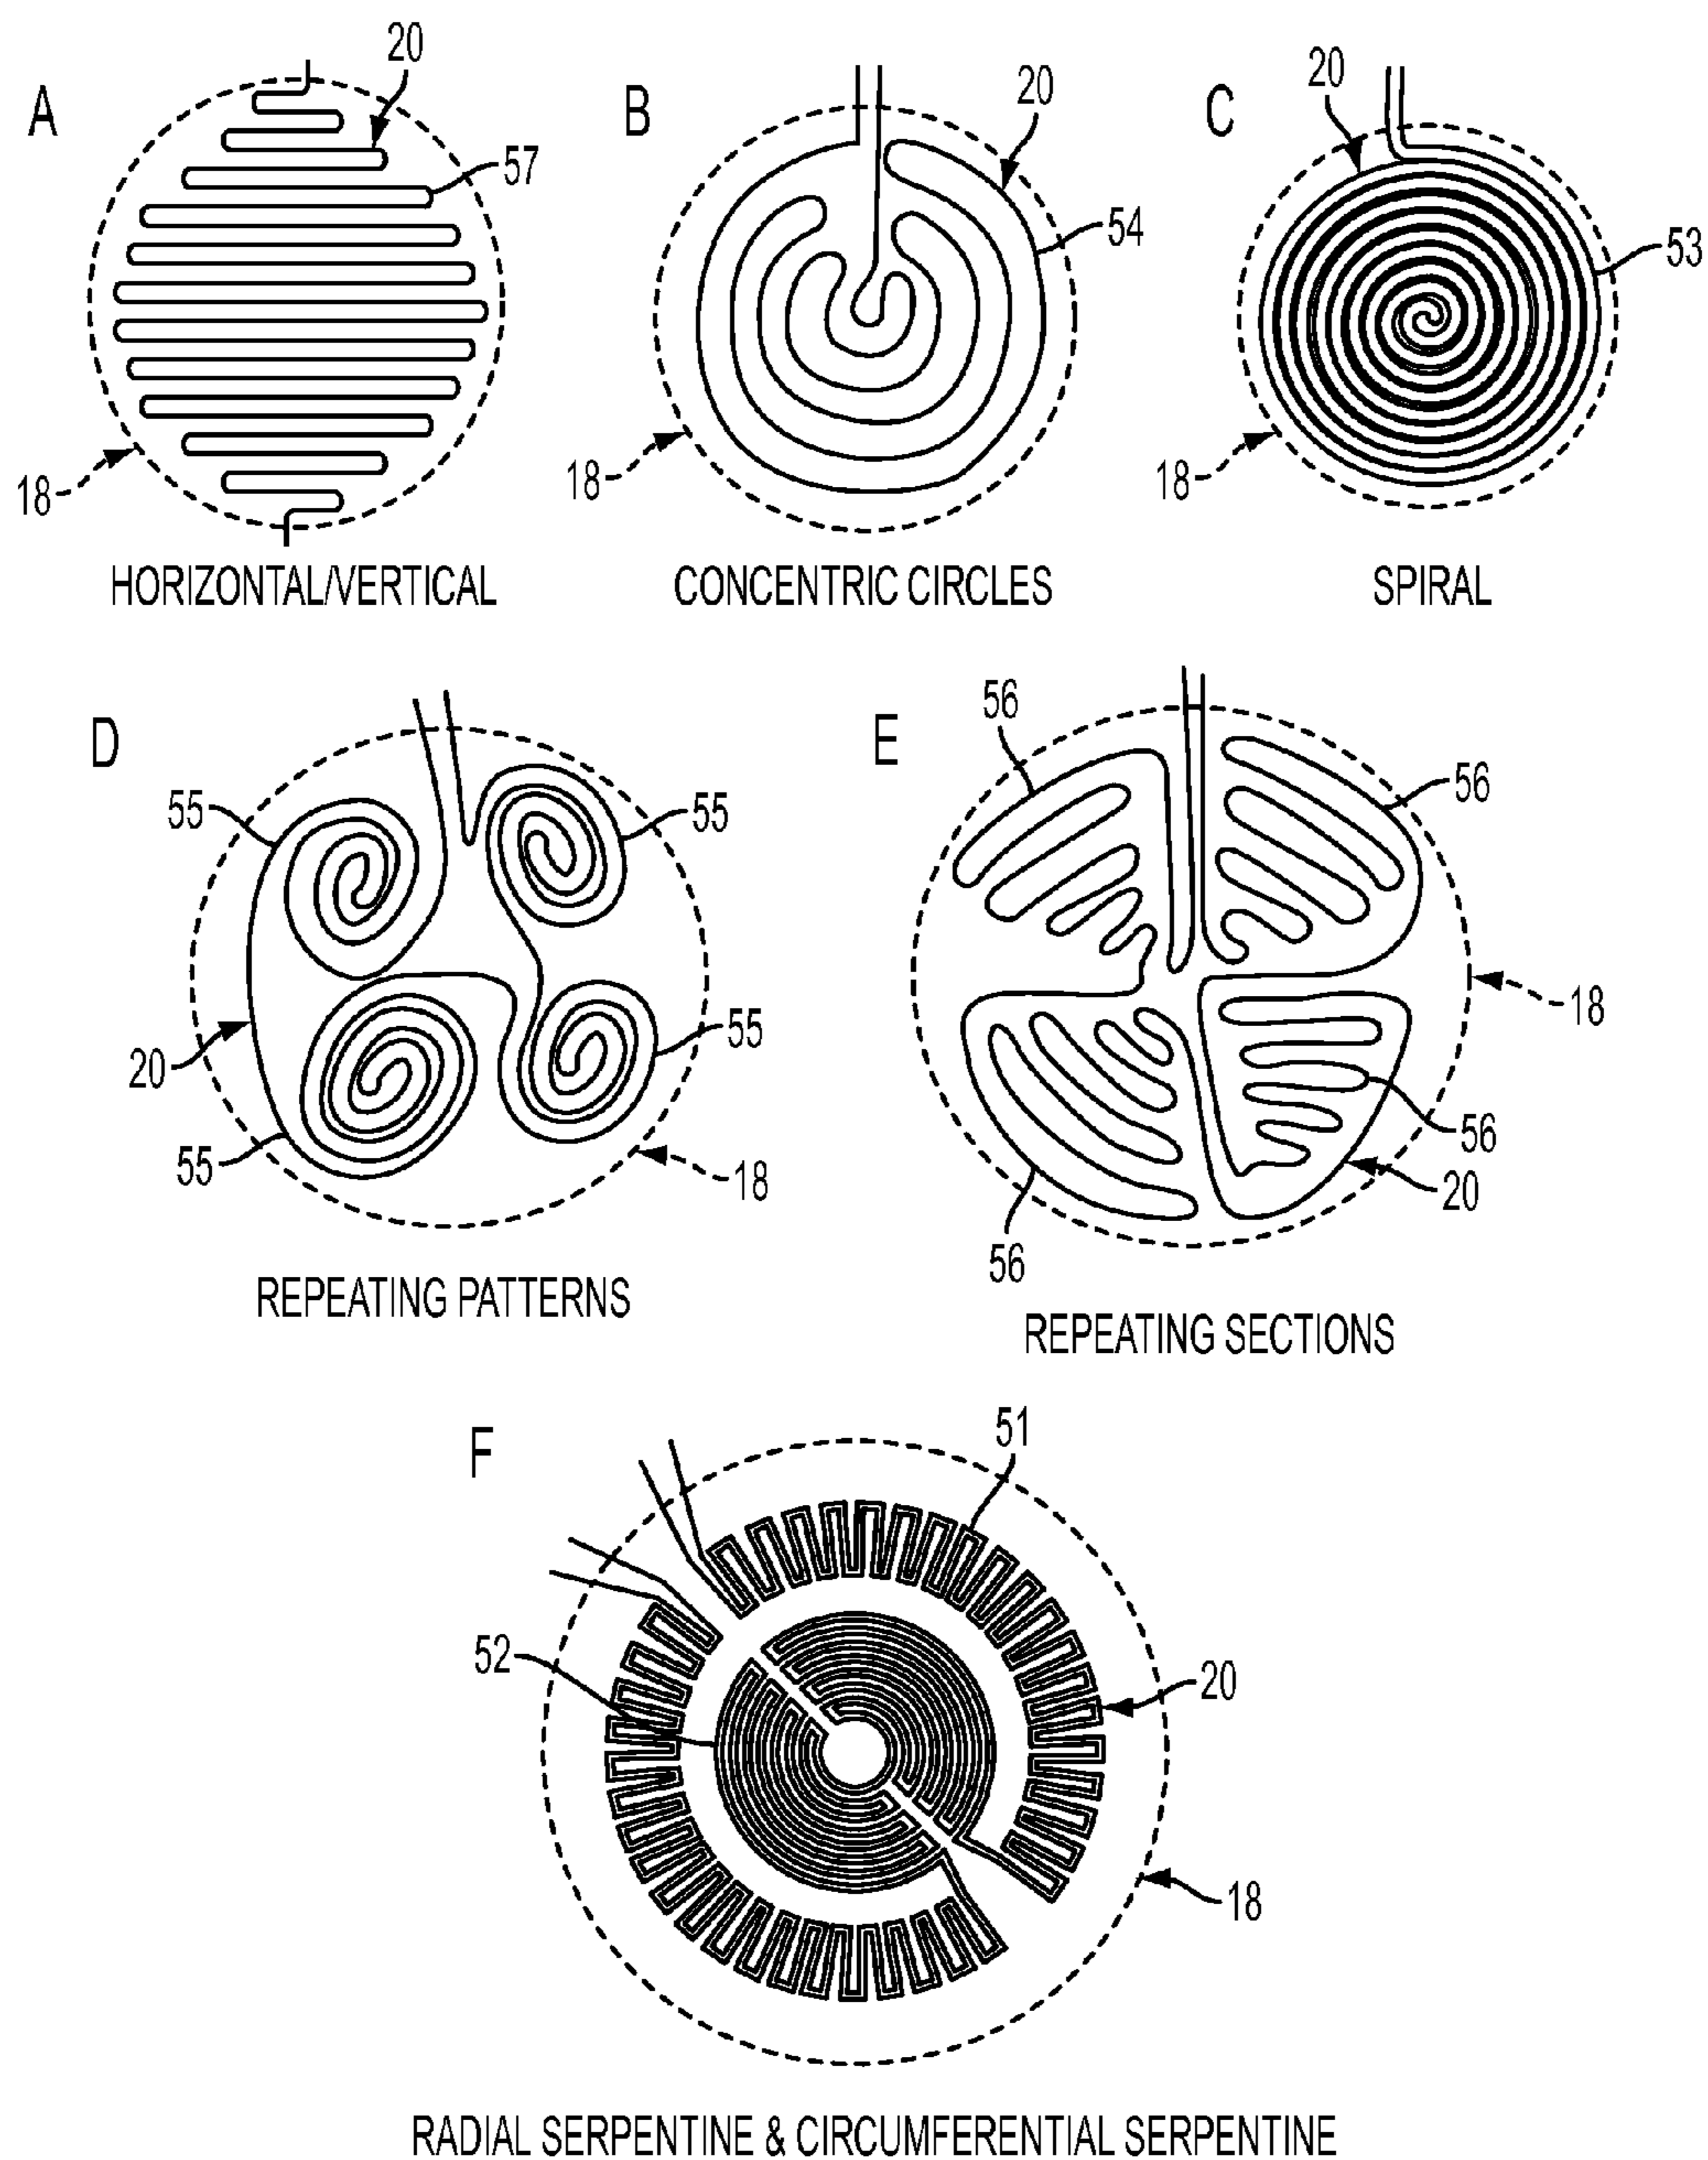 A
20
57
18
HORIZONTAL/VERTICAL
B
20
54
18
CONCENTRIC CIRCLES
C
20
53
18
SPIRAL
D
55
55
20
55
55
18
REPEATING PATTERNS
E
56
56
18
56
20
56
REPEATING SECTIONS
F
51
52
20
18
RADIAL SERPENTINE & CIRCUMFERENTIAL SERPENTINE